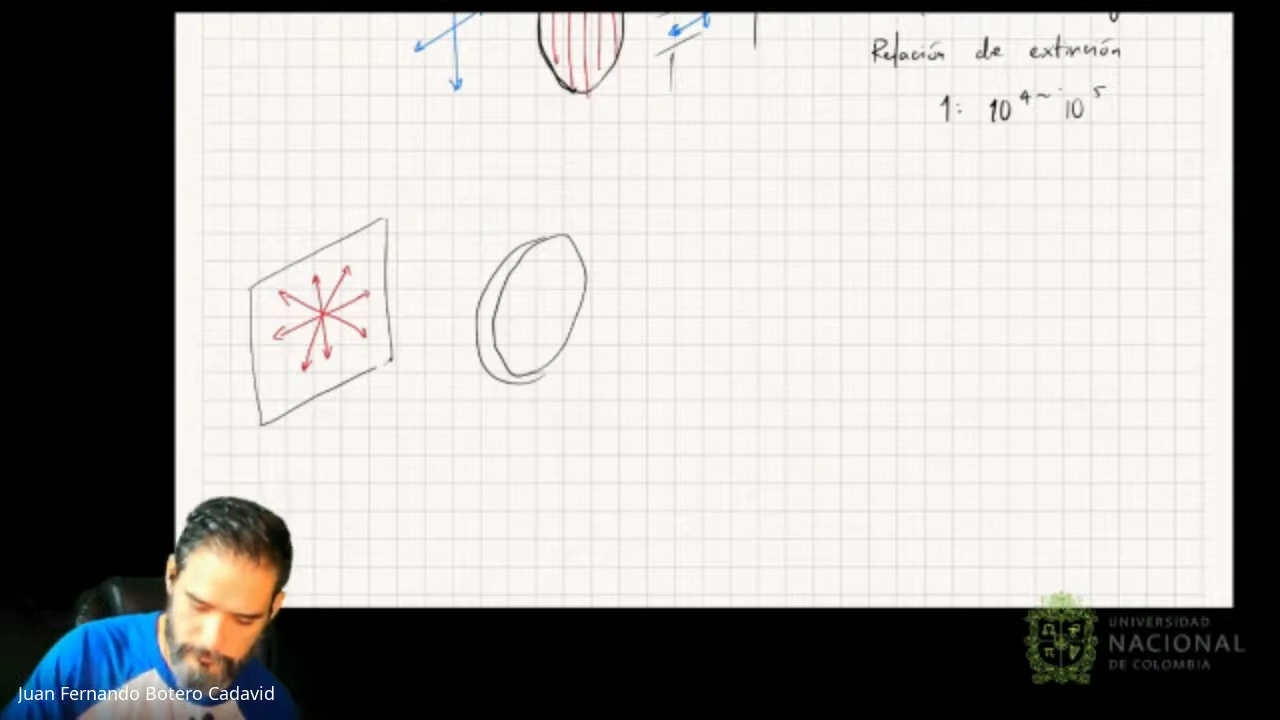 Relación de extinción
1: 10⁴~10⁵
UNIVERSIDAD
NACIONAL
DE COLOMBIA
Juan Fernando Botero Cadavid